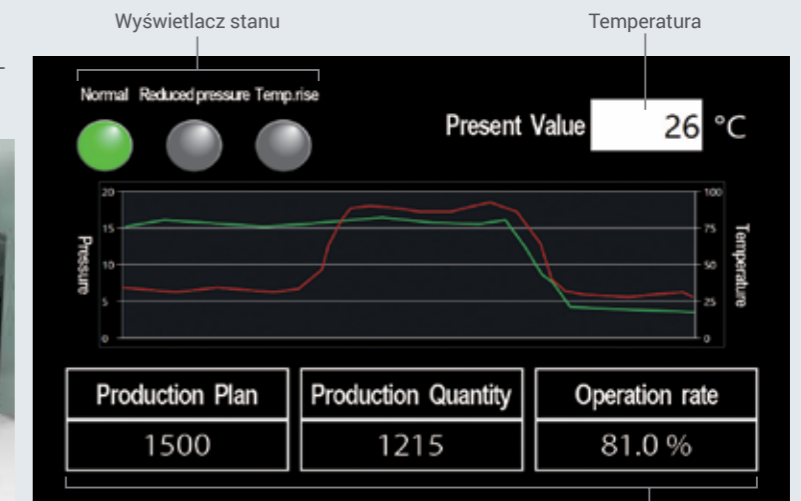 Wyświetlacz stanu
Temperatura
Normal Reduced pressure Temp.rise
Present Value 26 °C
20
15
10
5
0
Pressure
100
75
50
25
0
Temperature
Production Plan
1500
Production Quantity
1215
Operation rate
81.0 %